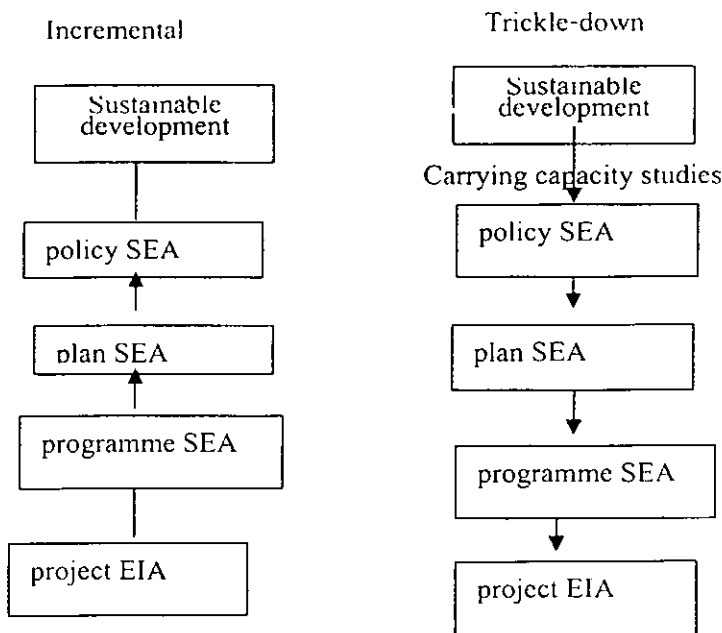 Incremental
Sustainable
development
policy SEA
plan SEA
programme SEA
project EIA
Trickle-down
Sustainable
development
Carrying capacity studies
policy SEA
plan SEA
programme SEA
project EIA